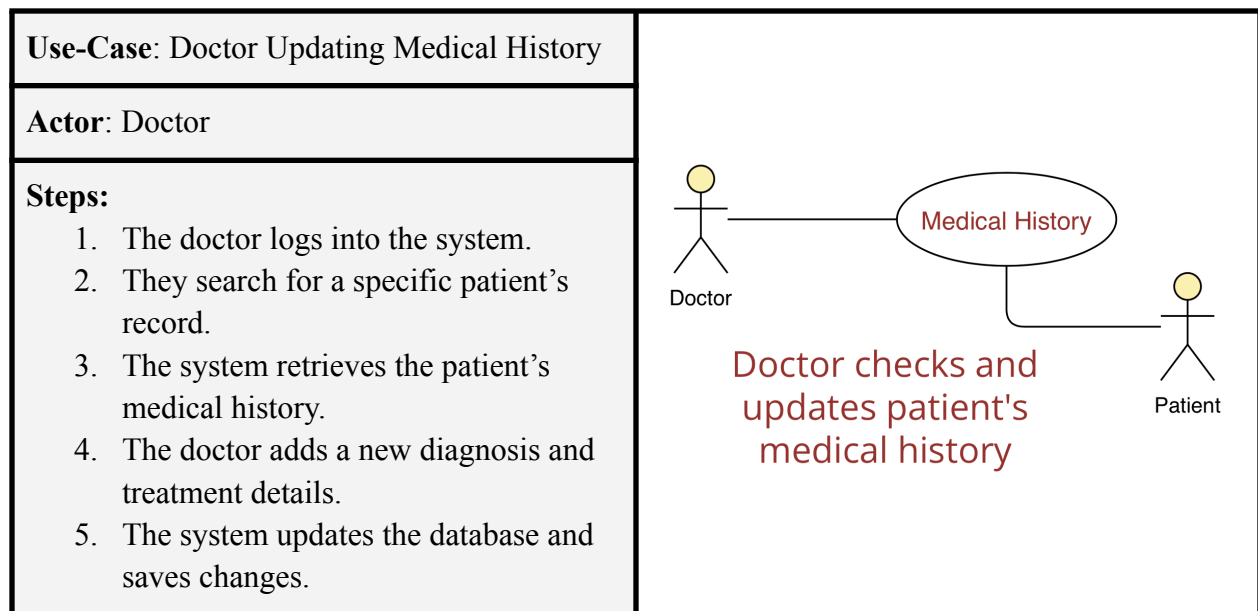 Use-Case: Doctor Updating Medical History
Actor: Doctor
Steps:
1. The doctor logs into the system.
2. They search for a specific patient’s
record.
3. The system retrieves the patient’s
medical history.
4. The doctor adds a new diagnosis and
treatment details.
5. The system updates the database and
saves changes.
Medical History
Doctor
Doctor checks and
updates patient's
medical history
Patient